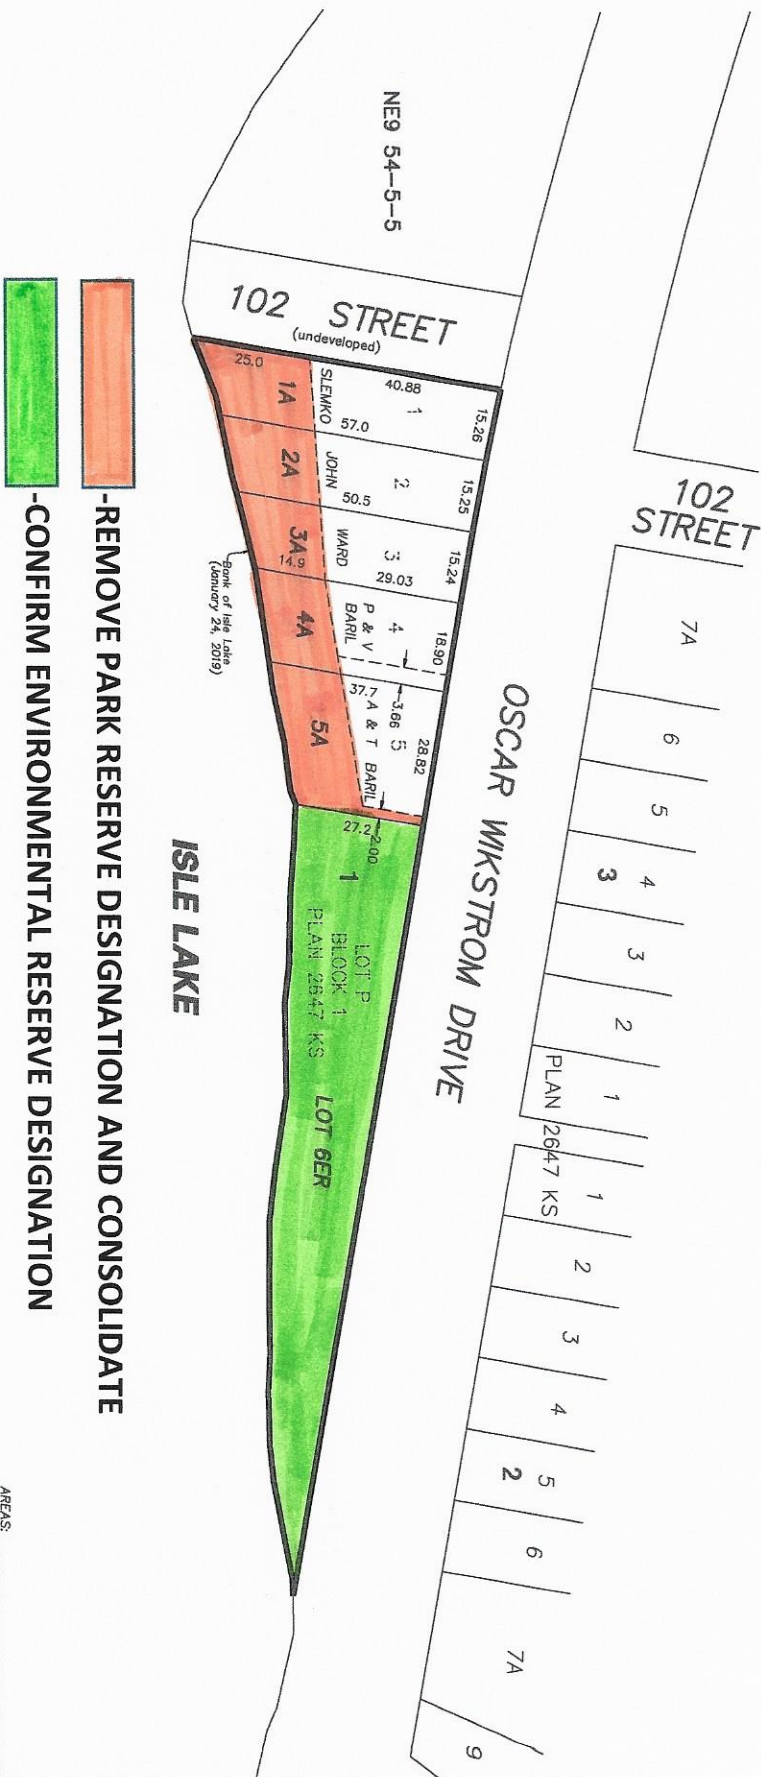 NE9 54-5-5
102 STREET
(undeveloped)
102
STREET
OSCAR WIKSTROM DRIVE
7A
6
5
4
3
3
2
1
PLAN 2647 KS
1
2
3
4
5
2
6
7A
9
15.26
15.25
15.24
18.90
28.82
40.88
1
SLEMKO
57.0
2
JOHN
50.5
3
WARD
29.03
4
P & V
BARIL
3.66
5
37.7
A & T BARIL
25.0
1A
2A
3A
14.9
4A
5A
27.2
2.00
1
LOT P
BLOCK 1
PLAN 2647 KS
LOT 6ER
Bank of Isle Lake
(January 24, 2019)
ISLE LAKE
-REMOVE PARK RESERVE DESIGNATION AND CONSOLIDATE
-CONFIRM ENVIRONMENTAL RESERVE DESIGNATION
AREAS: